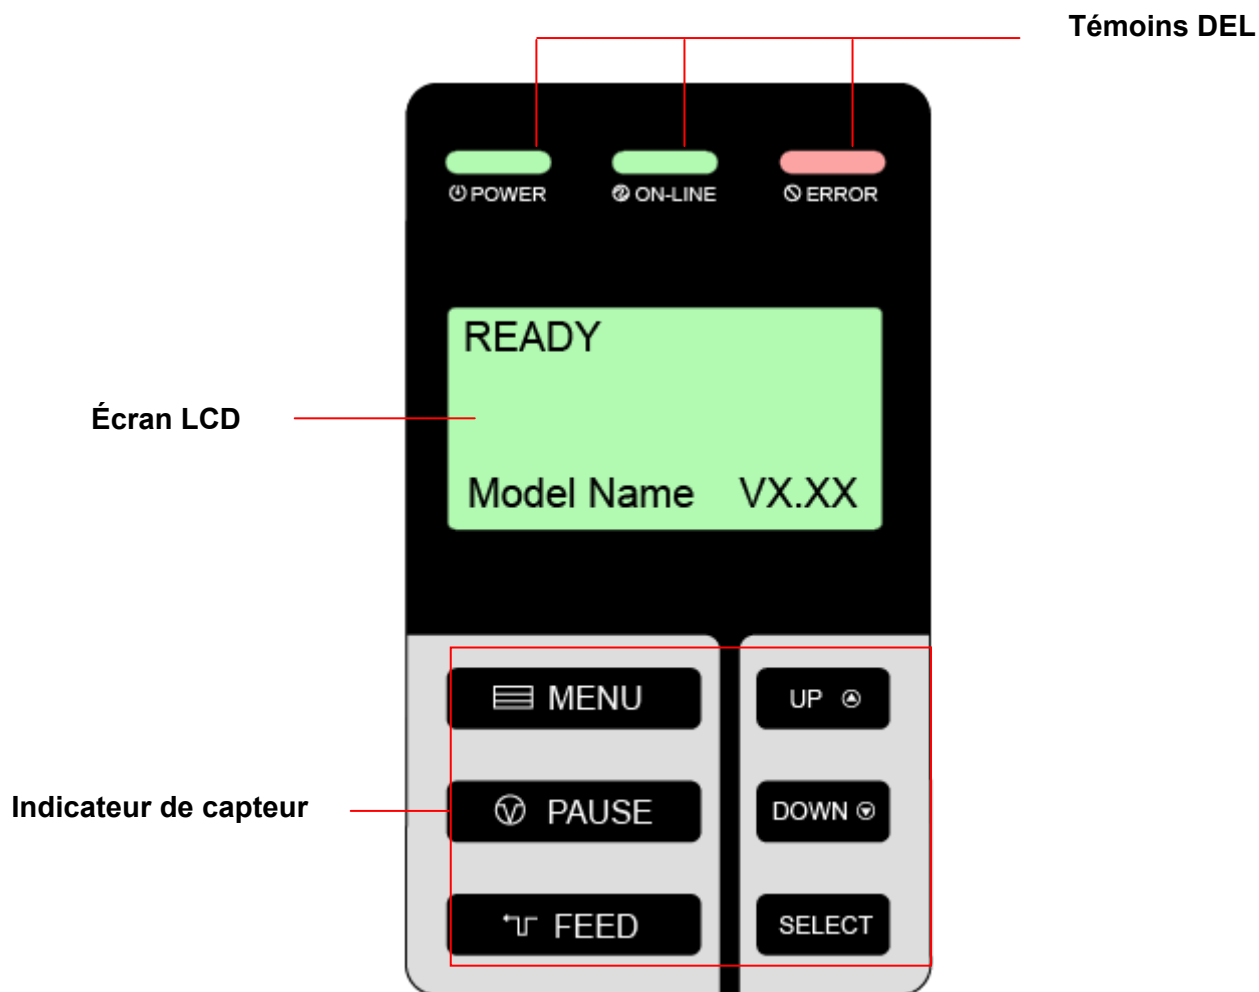 Témoins DEL
POWER
ON-LINE
ERROR
READY
Écran LCD
Model Name VX.XX
MENU
UP
Indicateur de capteur
PAUSE
DOWN
FEED
SELECT